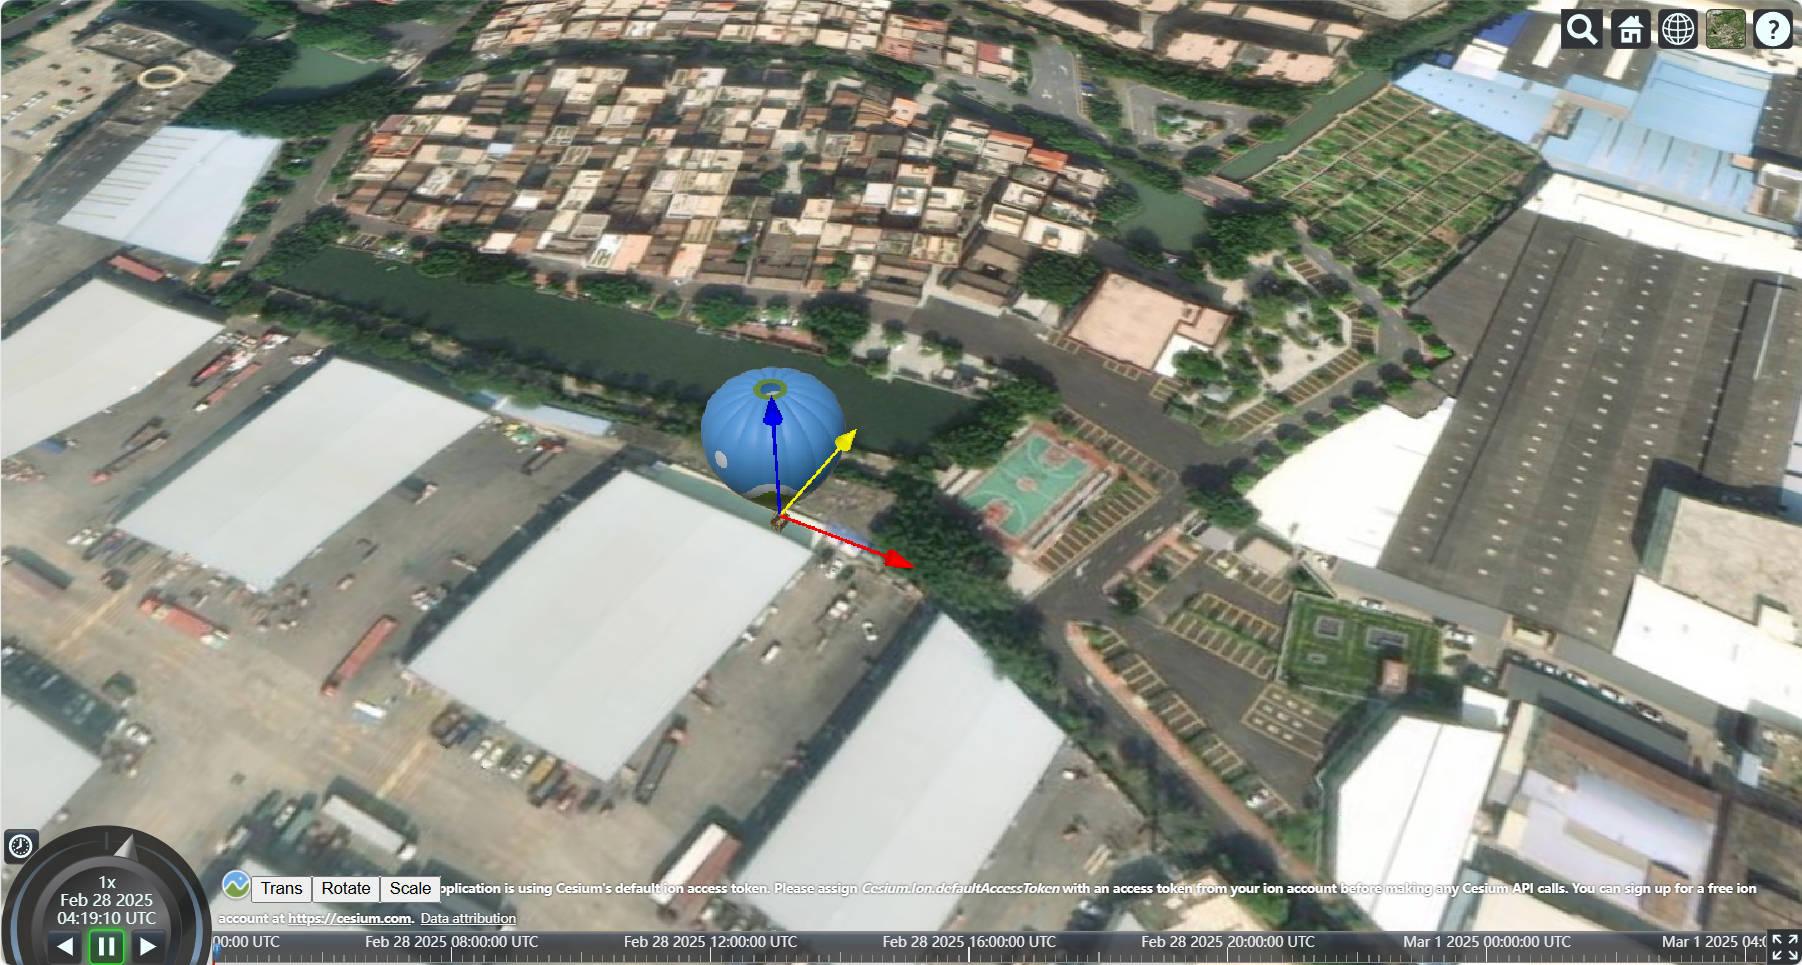 ?
1x
Feb 28 2025
04:19:10 UTC
Trans Rotate Scale pplication is using Cesium's default ion access token. Please assign Cesium.Ion.defaultAccessToken with an access token from your ion account before making any Cesium API calls. You can sign up for a free ion
account at https://cesium.com. Data attribution
00:00 UTC Feb 28 2025 08:00:00 UTC Feb 28 2025 12:00:00 UTC Feb 28 2025 16:00:00 UTC Feb 28 2025 20:00:00 UTC Mar 1 2025 00:00:00 UTC Mar 1 2025 04:0